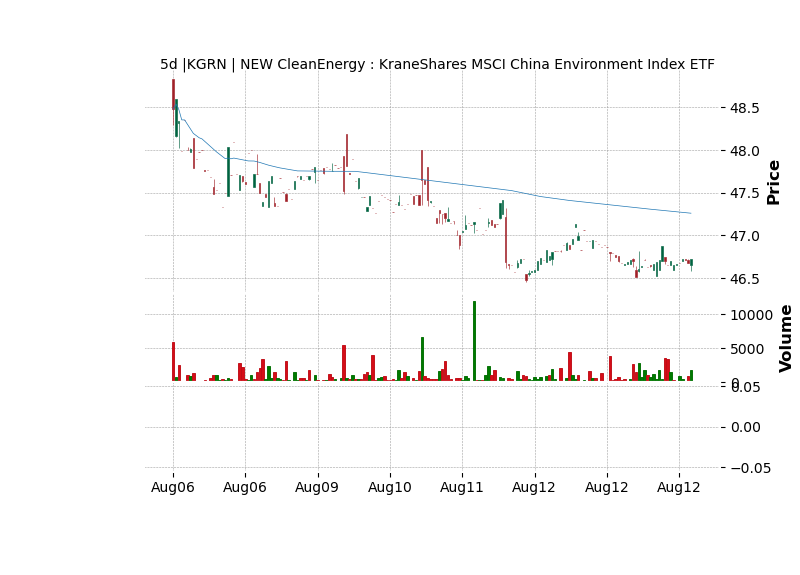 5d |KGRN | NEW CleanEnergy : KraneShares MSCI China Environment Index ETF
48.5
48.0
47.5
47.0
46.5
Price
10000
5000
0
Volume
0.05
0.00
−0.05
Aug06 Aug06 Aug09 Aug10 Aug11 Aug12 Aug12 Aug12